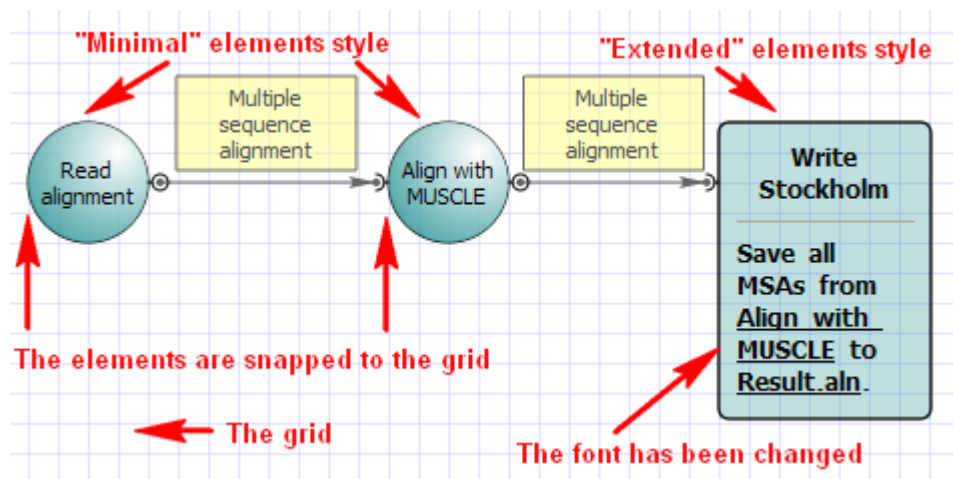 "Minimal" elements style
"Extended" elements style
Multiple
sequence
alignment
Multiple
sequence
alignment
Read
alignment
Align with
MUSCLE
Write
Stockholm
Save all
MSAs from
Align with
MUSCLE to
Result.aln.
The elements are snapped to the grid
The grid
The font has been changed